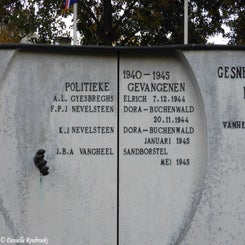 1940-1945
POLITIEKE GEVANGENEN
A.L. GYESBREGHS ELRICH 7.12.1944
F.P.J NEVELSTEEN DORA-BUCHENWALD
20.11.1944
K.J NEVELSTEEN DORA-BUCHENWALD
JANUARI 1945
J.B.A VANGHEEL SANDBORSTEL
MEI 1945
GESNE
VANHE
© Danielle Roubroeks